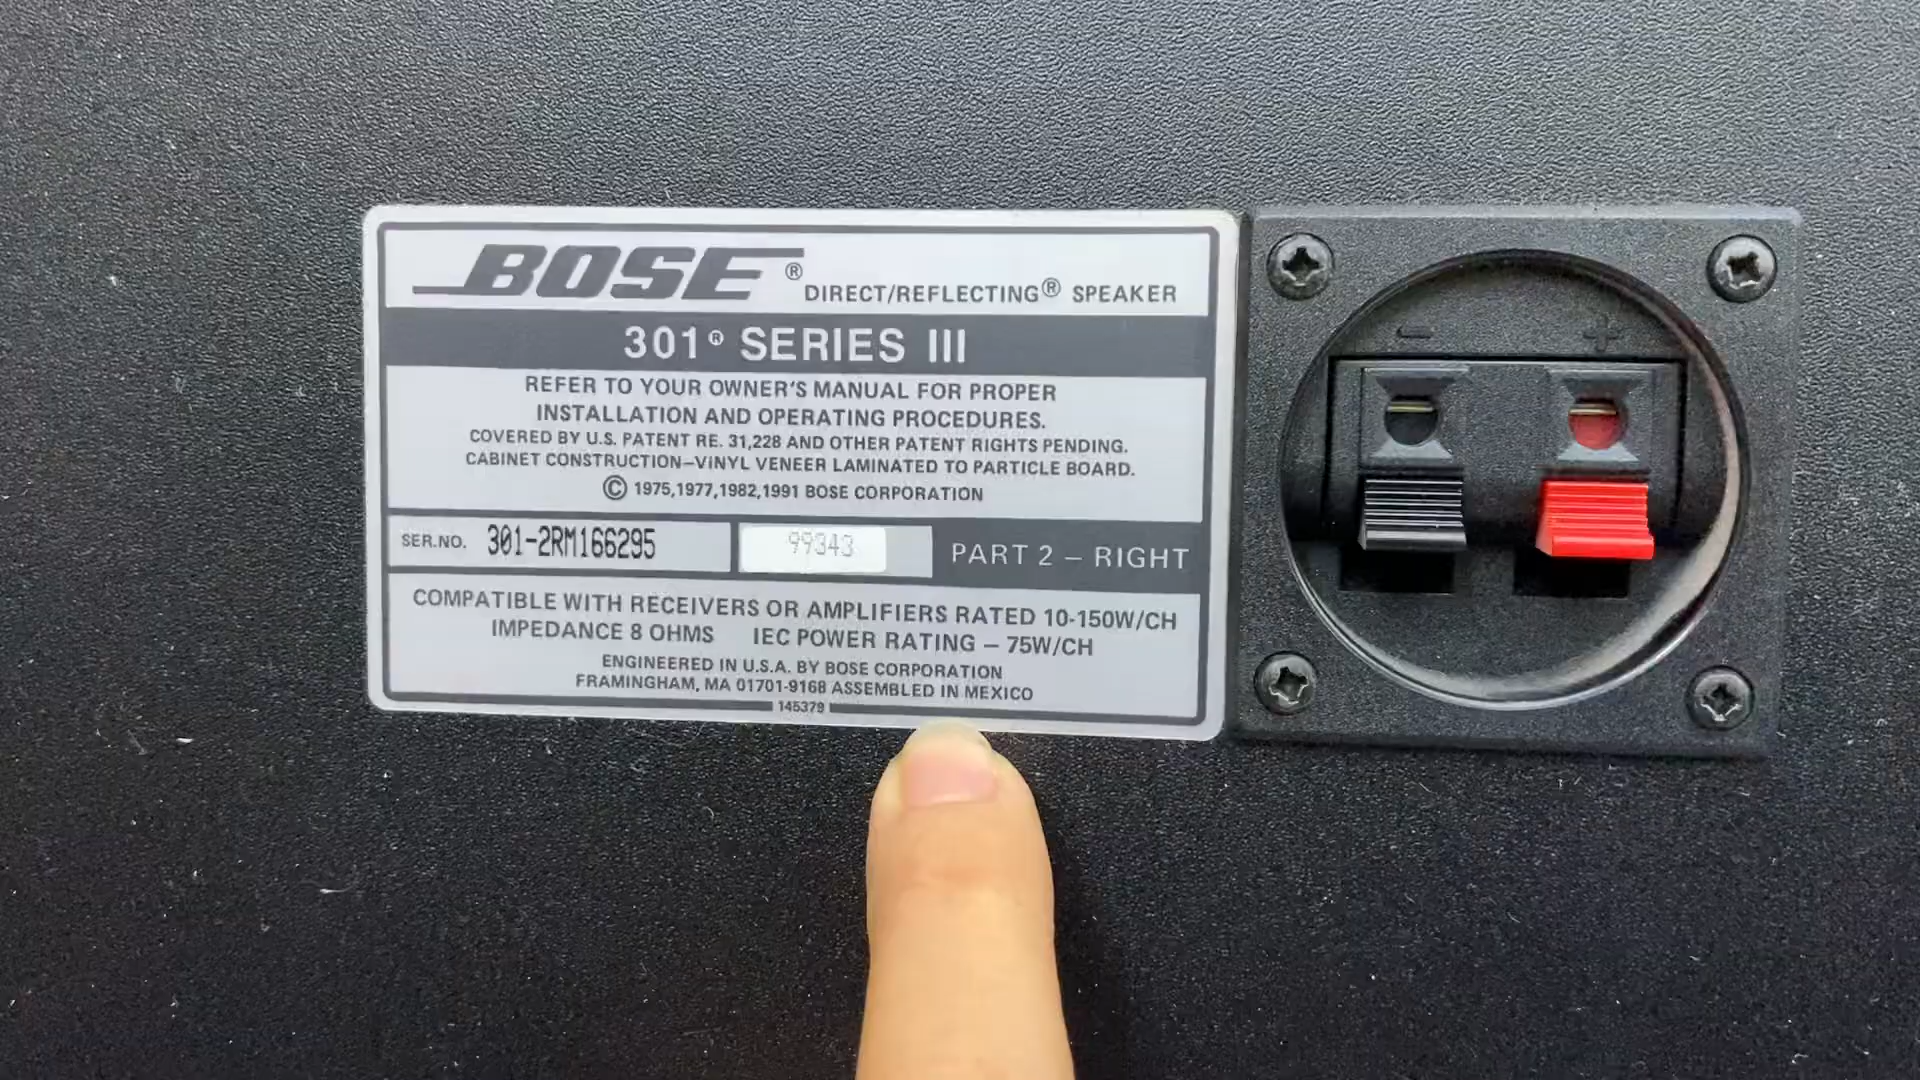 BOSE® DIRECT/REFLECTING® SPEAKER
301® SERIES III
REFER TO YOUR OWNER'S MANUAL FOR PROPER
INSTALLATION AND OPERATING PROCEDURES.
COVERED BY U.S. PATENT RE. 31,228 AND OTHER PATENT RIGHTS PENDING.
CABINET CONSTRUCTION–VINYL VENEER LAMINATED TO PARTICLE BOARD.
© 1975,1977,1982,1991 BOSE CORPORATION
SER.NO. 301-2RM166295 99343 PART 2 – RIGHT
COMPATIBLE WITH RECEIVERS OR AMPLIFIERS RATED 10-150W/CH
IMPEDANCE 8 OHMS IEC POWER RATING – 75W/CH
ENGINEERED IN U.S.A. BY BOSE CORPORATION
FRAMINGHAM, MA 01701-9168 ASSEMBLED IN MEXICO
145379
– +